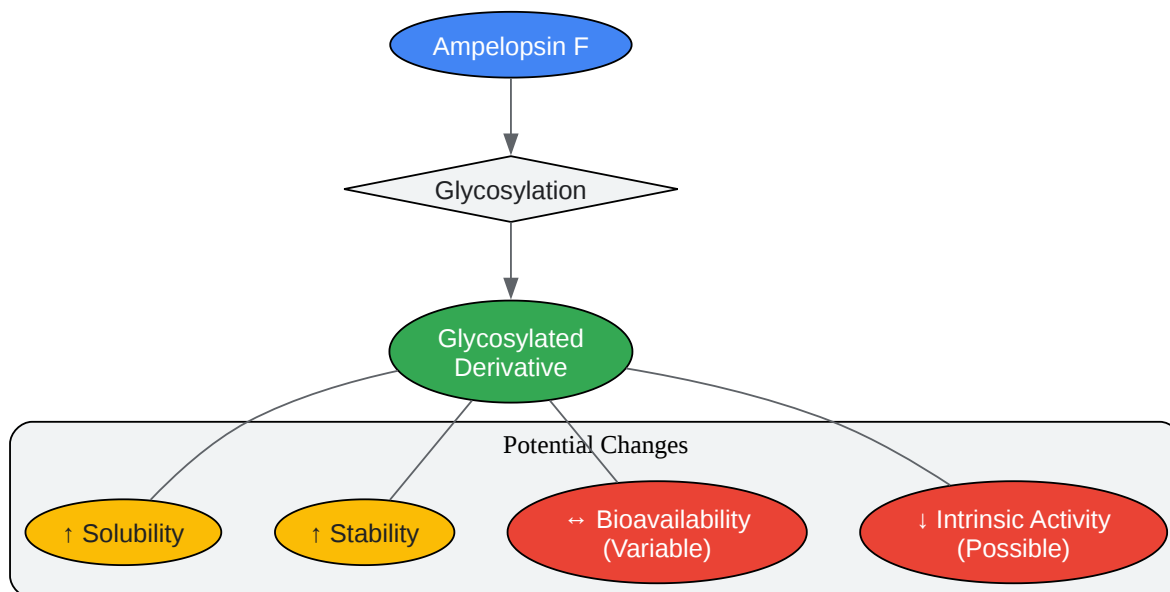 Ampelopsin F
Glycosylation
Glycosylated
Derivative
Potential Changes
↑ Solubility
↑ Stability
↔ Bioavailability
(Variable)
↓ Intrinsic Activity
(Possible)